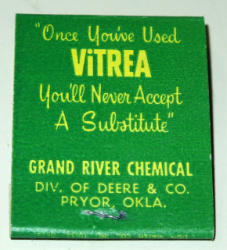 "Once You've Used
ViTREA
You'll Never Accept
A Substitute"
GRAND RIVER CHEMICAL
DIV. OF DEERE & CO.
PRYOR, OKLA.